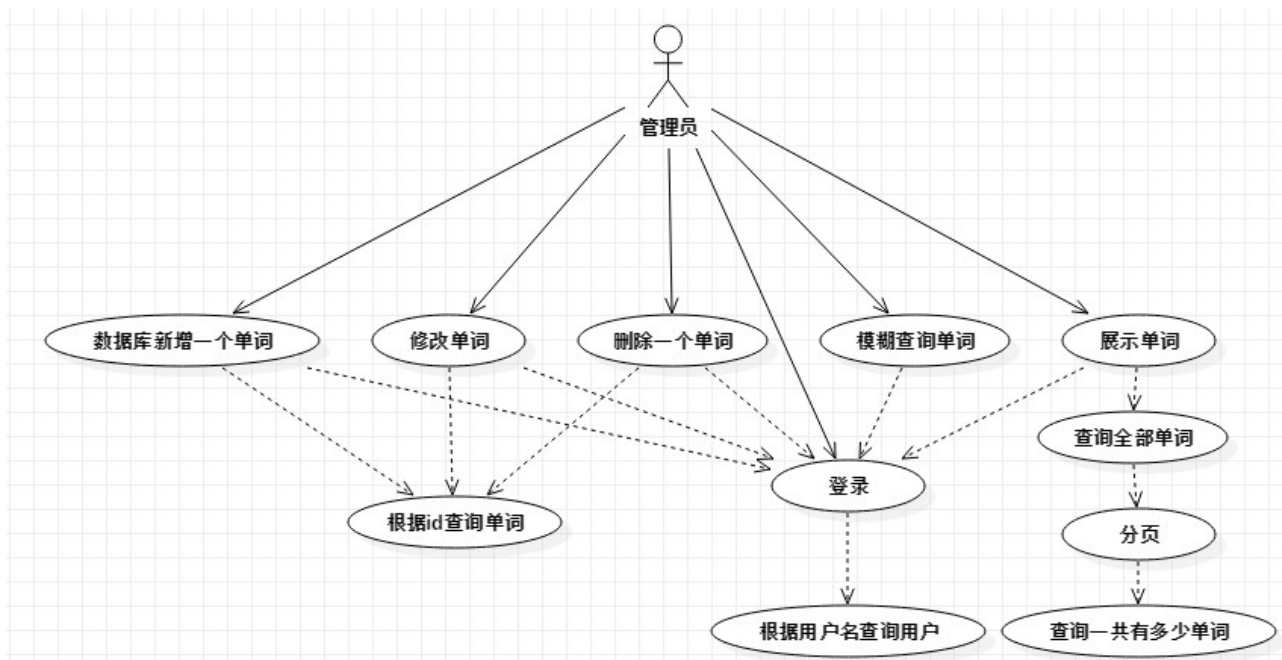 管理员
数据库新增一个单词
修改单词
删除一个单词
模糊查询单词
展示单词
查询全部单词
登录
根据id查询单词
分页
根据用户名查询用户
查询一共有多少单词